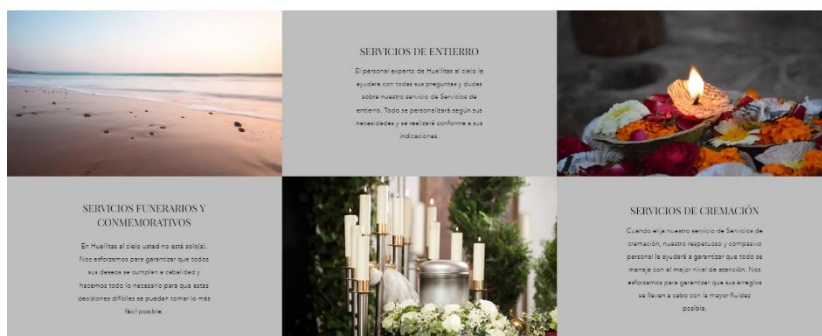 SERVICIOS DE ENTIERRO
El personal experto de Huellitas al cielo le
ayudara con todas sus preguntas y dudas
sobre nuestro servicio de Servicios de
entierro. Todo se personalizará según sus
necesidades y se realizará conforme a sus
indicaciones.
SERVICIOS FUNERARIOS Y
CONMEMORATIVOS
En Huellitas al cielo usted no está solo(a).
Nos esforzamos para garantizar que todos
sus deseos se cumplen a cabalidad y
hacemos todo lo necesario para que estas
decisiones difíciles se puedan tomar lo más
fácil posible.
SERVICIOS DE CREMACIÓN
Cuando elija nuestro servicio de Servicios de
cremación, nuestro respetuoso y compasivo
personal le ayudará a garantizar que todo se
maneje con el mejor nivel de atención. Nos
esforzamos para garantizar que sus arreglos
se lleven a cabo con la mayor fluidez
posible.